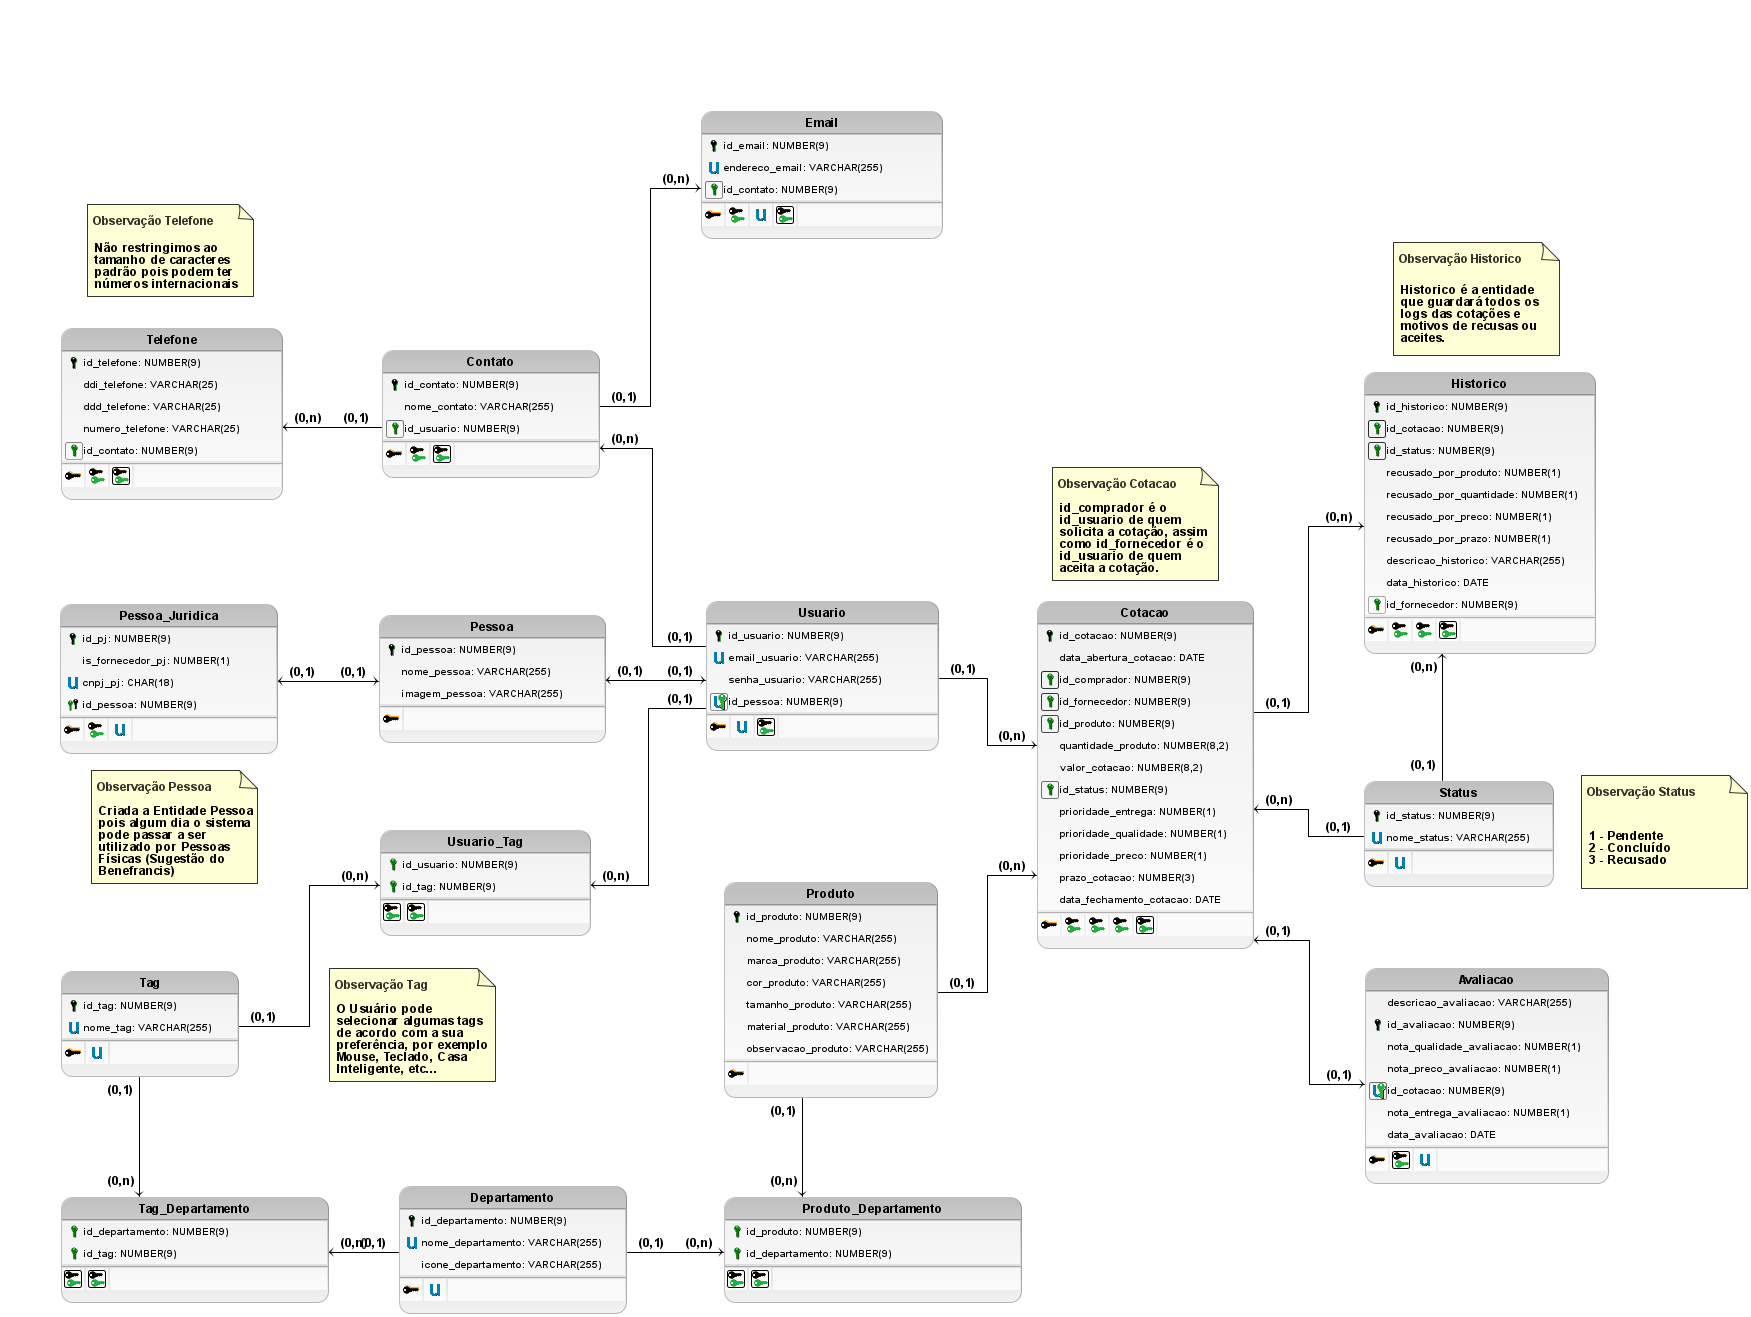 Email
id_email: NUMBER(9)
endereco_email: VARCHAR(255)
id_contato: NUMBER(9)
(0,n)
Observação Telefone
Não restringimos ao
tamanho de caracteres
padrão pois podem ter
números internacionais
Observação Historico
Historico é a entidade
que guardará todos os
logs das cotações e
motivos de recusas ou
aceites.
Telefone
id_telefone: NUMBER(9)
ddi_telefone: VARCHAR(25)
ddd_telefone: VARCHAR(25)
numero_telefone: VARCHAR(25)
id_contato: NUMBER(9)
(0,n)
(0,1)
Contato
id_contato: NUMBER(9)
nome_contato: VARCHAR(255)
id_usuario: NUMBER(9)
(0,1)
(0,n)
Historico
id_historico: NUMBER(9)
id_cotacao: NUMBER(9)
id_status: NUMBER(9)
recusado_por_produto: NUMBER(1)
recusado_por_quantidade: NUMBER(1)
recusado_por_preco: NUMBER(1)
recusado_por_prazo: NUMBER(1)
descricao_historico: VARCHAR(255)
data_historico: DATE
id_fornecedor: NUMBER(9)
(0,n)
(0,n)
Observação Cotacao
id_comprador é o
id_usuario de quem
solicita a cotação, assim
como id_fornecedor é o
id_usuario de quem
aceita a cotação.
Pessoa_Juridica
id_pj: NUMBER(9)
is_fornecedor_pj: NUMBER(1)
cnpj_pj: CHAR(18)
id_pessoa: NUMBER(9)
(0,1)
(0,1)
Pessoa
id_pessoa: NUMBER(9)
nome_pessoa: VARCHAR(255)
imagem_pessoa: VARCHAR(255)
(0,1)
(0,1)
(0,1)
(0,1)
Usuario
id_usuario: NUMBER(9)
email_usuario: VARCHAR(255)
senha_usuario: VARCHAR(255)
id_pessoa: NUMBER(9)
(0,1)
(0,n)
Cotacao
id_cotacao: NUMBER(9)
data_abertura_cotacao: DATE
id_comprador: NUMBER(9)
id_fornecedor: NUMBER(9)
id_produto: NUMBER(9)
quantidade_produto: NUMBER(8,2)
valor_cotacao: NUMBER(8,2)
id_status: NUMBER(9)
prioridade_entrega: NUMBER(1)
prioridade_qualidade: NUMBER(1)
prioridade_preco: NUMBER(1)
prazo_cotacao: NUMBER(3)
data_fechamento_cotacao: DATE
(0,1)
(0,n)
(0,1)
(0,1)
(0,1)
Status
id_status: NUMBER(9)
nome_status: VARCHAR(255)
Observação Status
1 - Pendente
2 - Concluído
3 - Recusado
Observação Pessoa
Criada a Entidade Pessoa
pois algum dia o sistema
pode passar a ser
utilizado por Pessoas
Físicas (Sugestão do
Benefrancis)
Usuario_Tag
id_usuario: NUMBER(9)
id_tag: NUMBER(9)
(0,n)
(0,n)
Produto
id_produto: NUMBER(9)
nome_produto: VARCHAR(255)
marca_produto: VARCHAR(255)
cor_produto: VARCHAR(255)
tamanho_produto: VARCHAR(255)
material_produto: VARCHAR(255)
observacao_produto: VARCHAR(255)
(0,n)
(0,1)
(0,1)
Tag
id_tag: NUMBER(9)
nome_tag: VARCHAR(255)
(0,1)
(0,1)
Observação Tag
O Usuário pode
selecionar algumas tags
de acordo com a sua
preferência, por exemplo
Mouse, Teclado, Casa
Inteligente, etc...
Avaliacao
descricao_avaliacao: VARCHAR(255)
id_avaliacao: NUMBER(9)
nota_qualidade_avaliacao: NUMBER(1)
nota_preco_avaliacao: NUMBER(1)
id_cotacao: NUMBER(9)
nota_entrega_avaliacao: NUMBER(1)
data_avaliacao: DATE
(0,1)
(0,n)
(0,n)
Tag_Departamento
id_departamento: NUMBER(9)
id_tag: NUMBER(9)
(0,n)
(0,1)
Departamento
id_departamento: NUMBER(9)
nome_departamento: VARCHAR(255)
icone_departamento: VARCHAR(255)
(0,1)
(0,n)
Produto_Departamento
id_produto: NUMBER(9)
id_departamento: NUMBER(9)